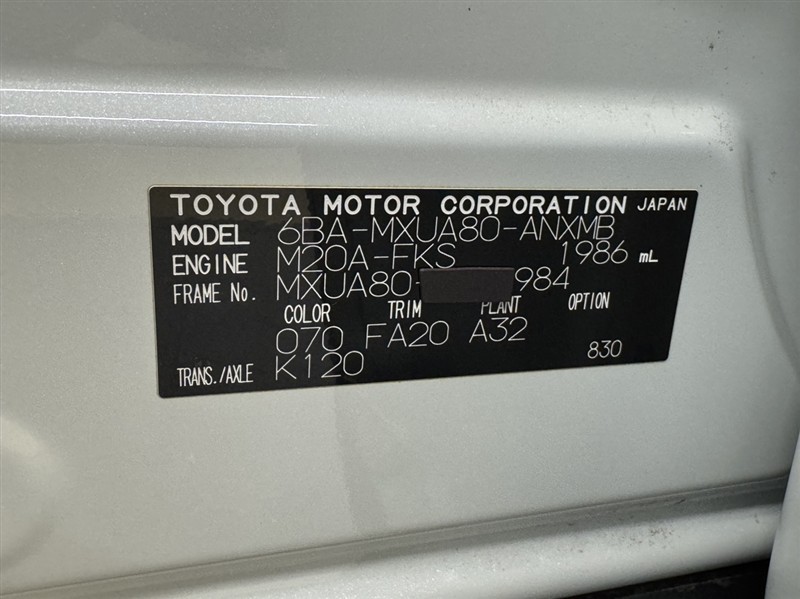 TOYOTA MOTOR CORPORATION JAPAN
MODEL 6BA-MXUA80-ANXMB
ENGINE M20A-FKS 1986 mL
FRAME No. MXUA80- 984
COLOR TRIM PLANT OPTION
070 FA20 A32
TRANS./AXLE K120 830